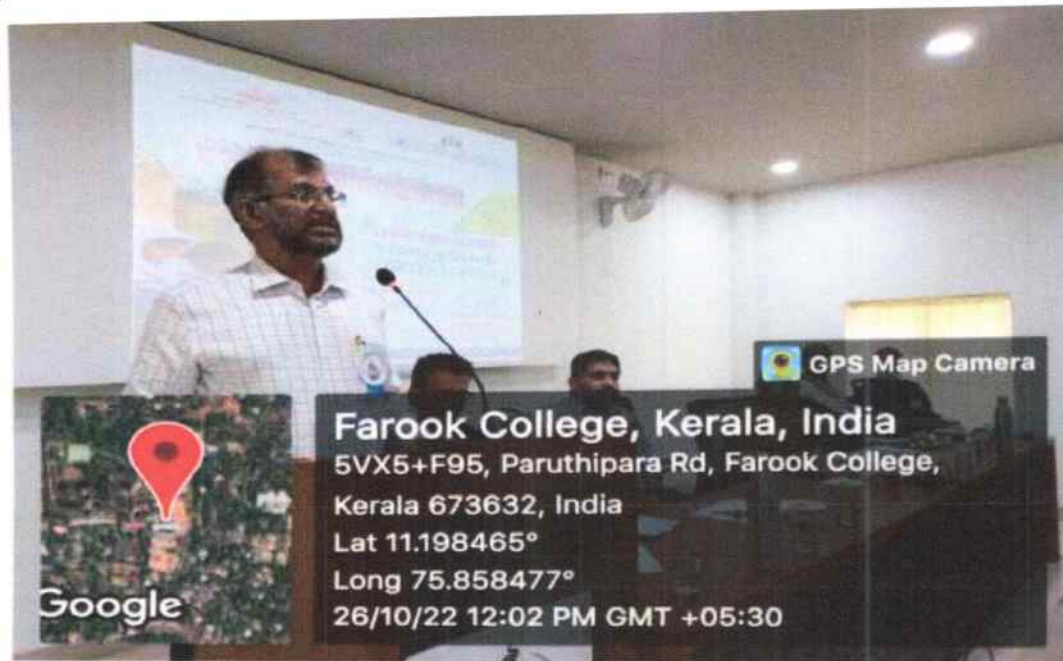 GPS Map Camera
Farook College, Kerala, India
5VX5+F95, Paruthipara Rd, Farook College,
Kerala 673632, India
Lat 11.198465°
Long 75.858477°
26/10/22 12:02 PM GMT +05:30
Google